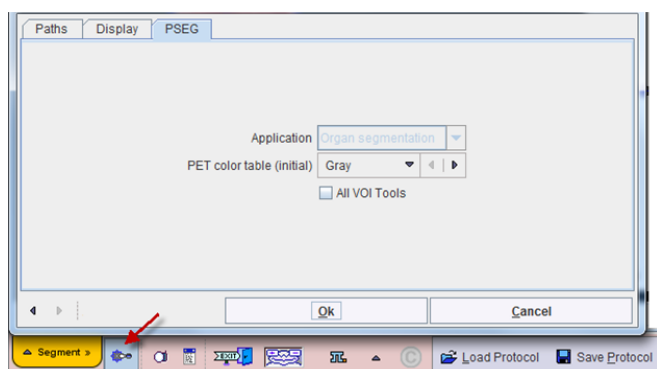 Paths Display PSEG
Application Organ segmentation
PET color table (initial) Gray
All VOI Tools
Ok Cancel
Segment » EXIT Load Protocol Save Protocol